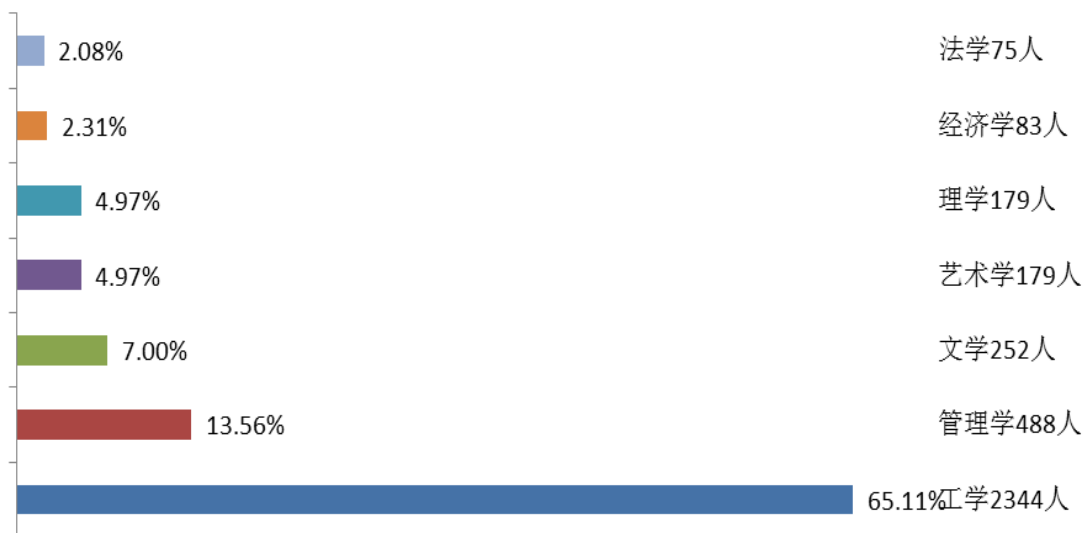 2.08% 法学75人
2.31% 经济学83人
4.97% 理学179人
4.97% 艺术学179人
7.00% 文学252人
13.56% 管理学488人
65.11% 工学2344人